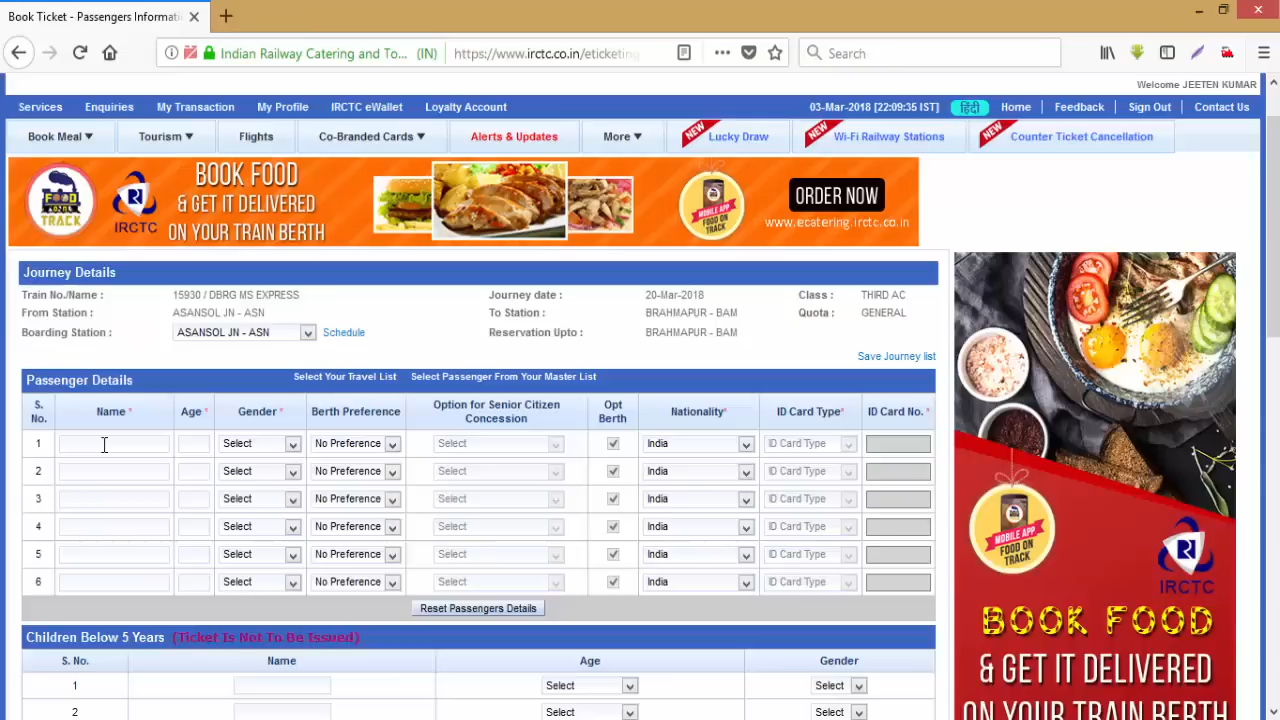 Book Ticket - Passengers Informati
Indian Railway Catering and To... (IN)
https://www.irctc.co.in/eticketing
Search
Welcome JEETEN KUMAR
Services Enquiries My Transaction My Profile IRCTC eWallet Loyalty Account 03-Mar-2018 [22:09:35 IST] हिंदी Home Feedback Sign Out Contact Us
Book Meal Tourism Flights Co-Branded Cards Alerts & Updates More NEW Lucky Draw NEW Wi-Fi Railway Stations NEW Counter Ticket Cancellation
FOOD ON TRACK
IRCTC
BOOK FOOD
& GET IT DELIVERED
ON YOUR TRAIN BERTH
MOBILE APP
FOOD ON TRACK
ORDER NOW
www.ecatering.irctc.co.in
Journey Details
Train No./Name : 15930 / DBRG MS EXPRESS Journey date : 20-Mar-2018 Class : THIRD AC
From Station : ASANSOL JN - ASN To Station : BRAHMAPUR - BAM Quota : GENERAL
Boarding Station : ASANSOL JN - ASN Schedule Reservation Upto : BRAHMAPUR - BAM
Save Journey list
Passenger Details Select Your Travel List Select Passenger From Your Master List
S. No. Name * Age * Gender * Berth Preference Option for Senior Citizen Concession Opt Berth Nationality* ID Card Type* ID Card No. *
1 Select No Preference Select India ID Card Type
2 Select No Preference Select India ID Card Type
3 Select No Preference Select India ID Card Type
4 Select No Preference Select India ID Card Type
5 Select No Preference Select India ID Card Type
6 Select No Preference Select India ID Card Type
Reset Passengers Details
Children Below 5 Years (Ticket Is Not To Be Issued)
S. No. Name Age Gender
1 Select Select
2 Select Select
MOBILE APP
FOOD ON TRACK
IRCTC
BOOK FOOD
& GET IT DELIVERED
ON YOUR TRAIN BERTH